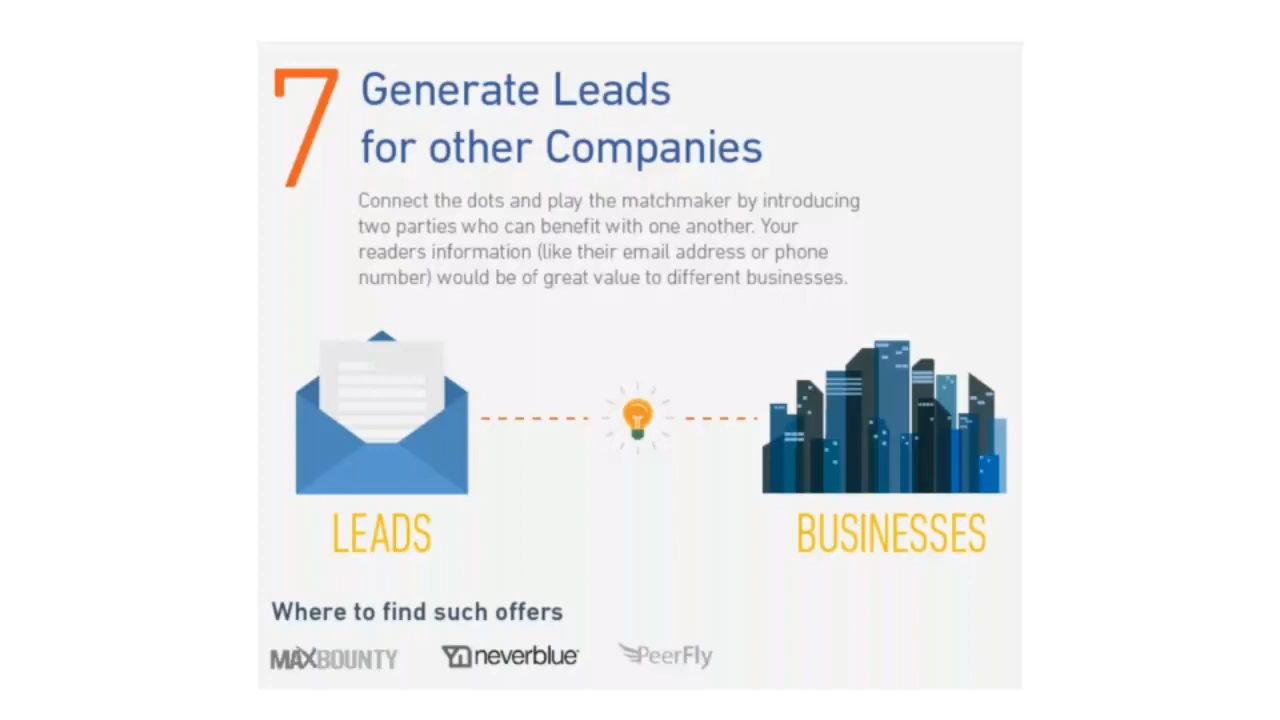 7
Generate Leads
for other Companies
Connect the dots and play the matchmaker by introducing
two parties who can benefit with one another. Your
readers information (like their email address or phone
number) would be of great value to different businesses.
LEADS
BUSINESSES
Where to find such offers
MAXBOUNTY
neverblue
PeerFly